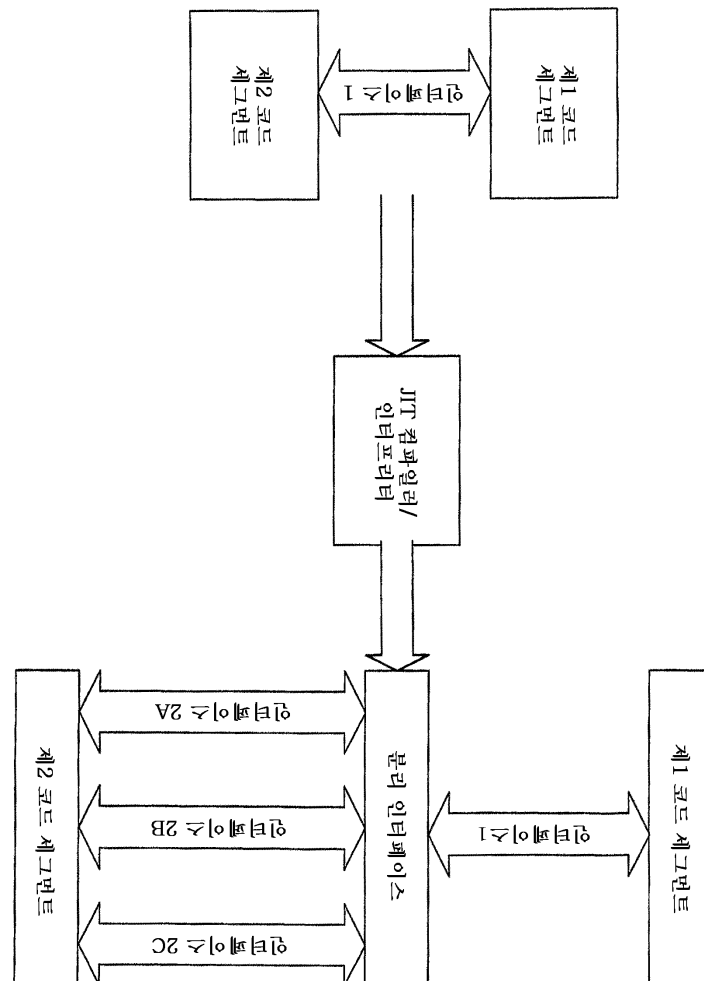 제1 코드
세그먼트
인터페이스 1
제2 코드
세그먼트
JIT 컴파일러/
인터프리터
제1 코드 세그먼트
인터페이스1
분리 인터페이스
인터페이스 2A
인터페이스 2B
인터페이스 2C
제2 코드 세그먼트